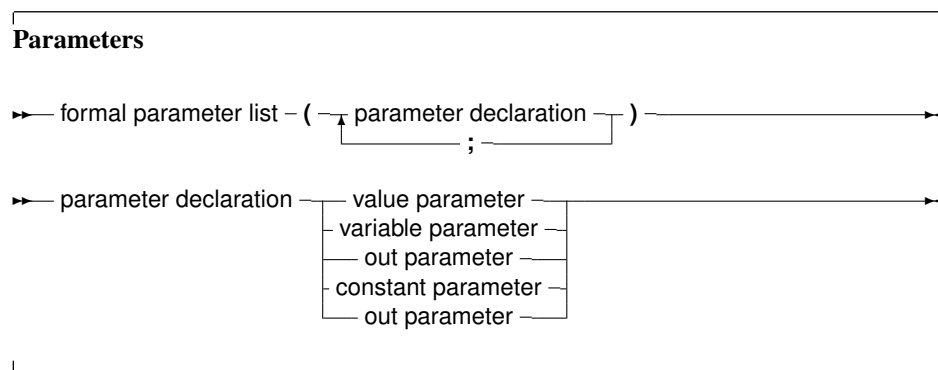 Parameters
formal parameter list ( parameter declaration )
;
parameter declaration value parameter
variable parameter
out parameter
constant parameter
out parameter